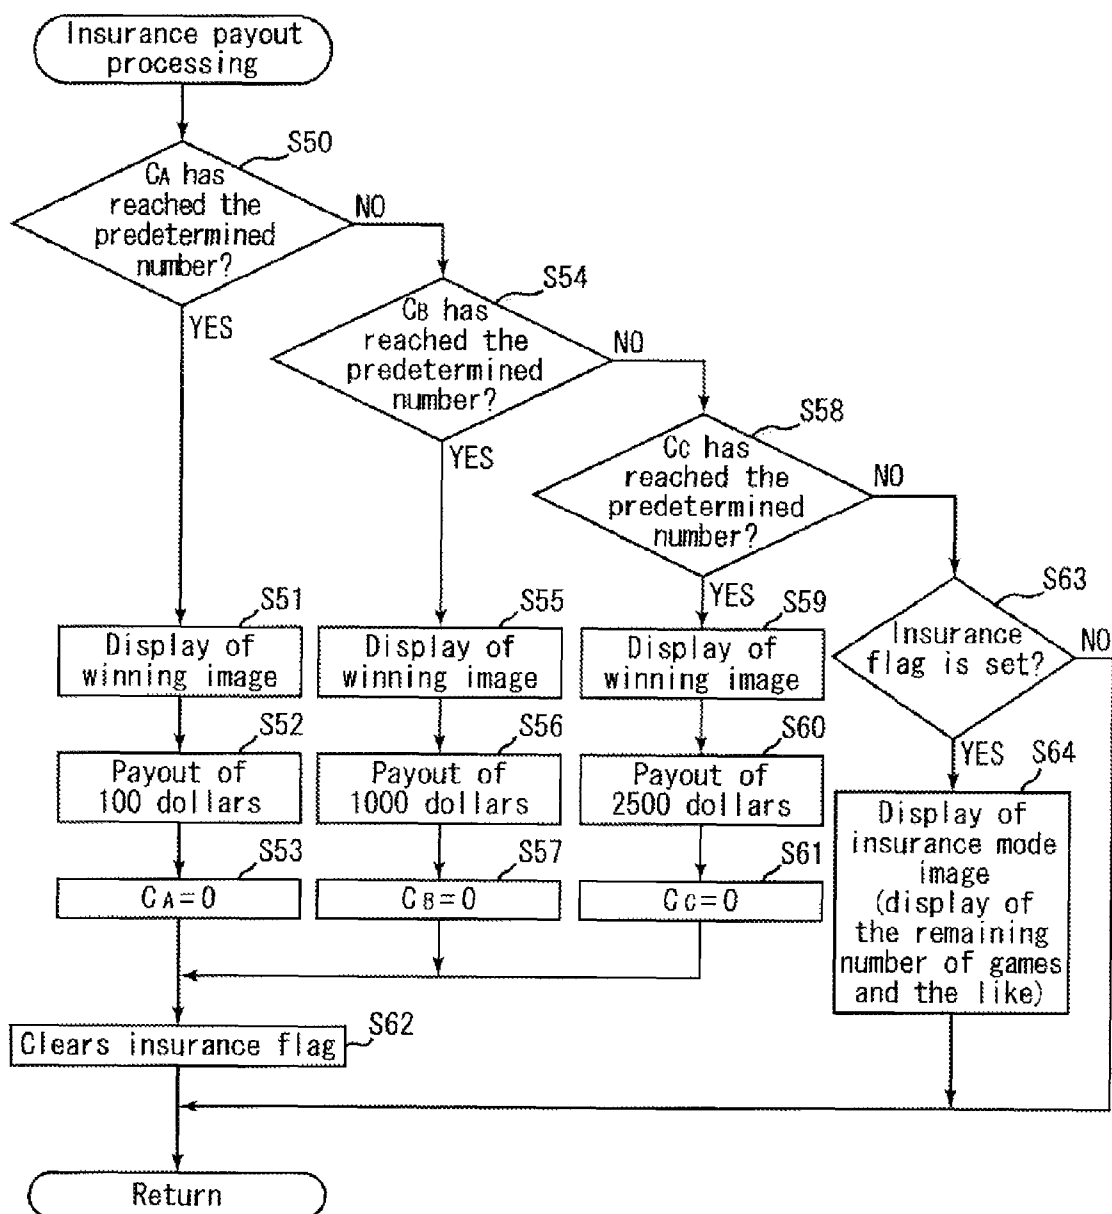 Insurance payout
processing
S50
CA has
reached the
predetermined
number?
NO
YES
S54
CB has
reached the
predetermined
number?
NO
YES
S58
CC has
reached the
predetermined
number?
NO
YES
S63
Insurance
flag is set?
NO
YES
S51
Display of
winning image
S55
Display of
winning image
S59
Display of
winning image
S52
Payout of
100 dollars
S56
Payout of
1000 dollars
S60
Payout of
2500 dollars
S64
Display of
insurance mode
image
(display of
the remaining
number of games
and the like)
S53
CA=0
S57
CB=0
S61
CC=0
S62
Clears insurance flag
Return